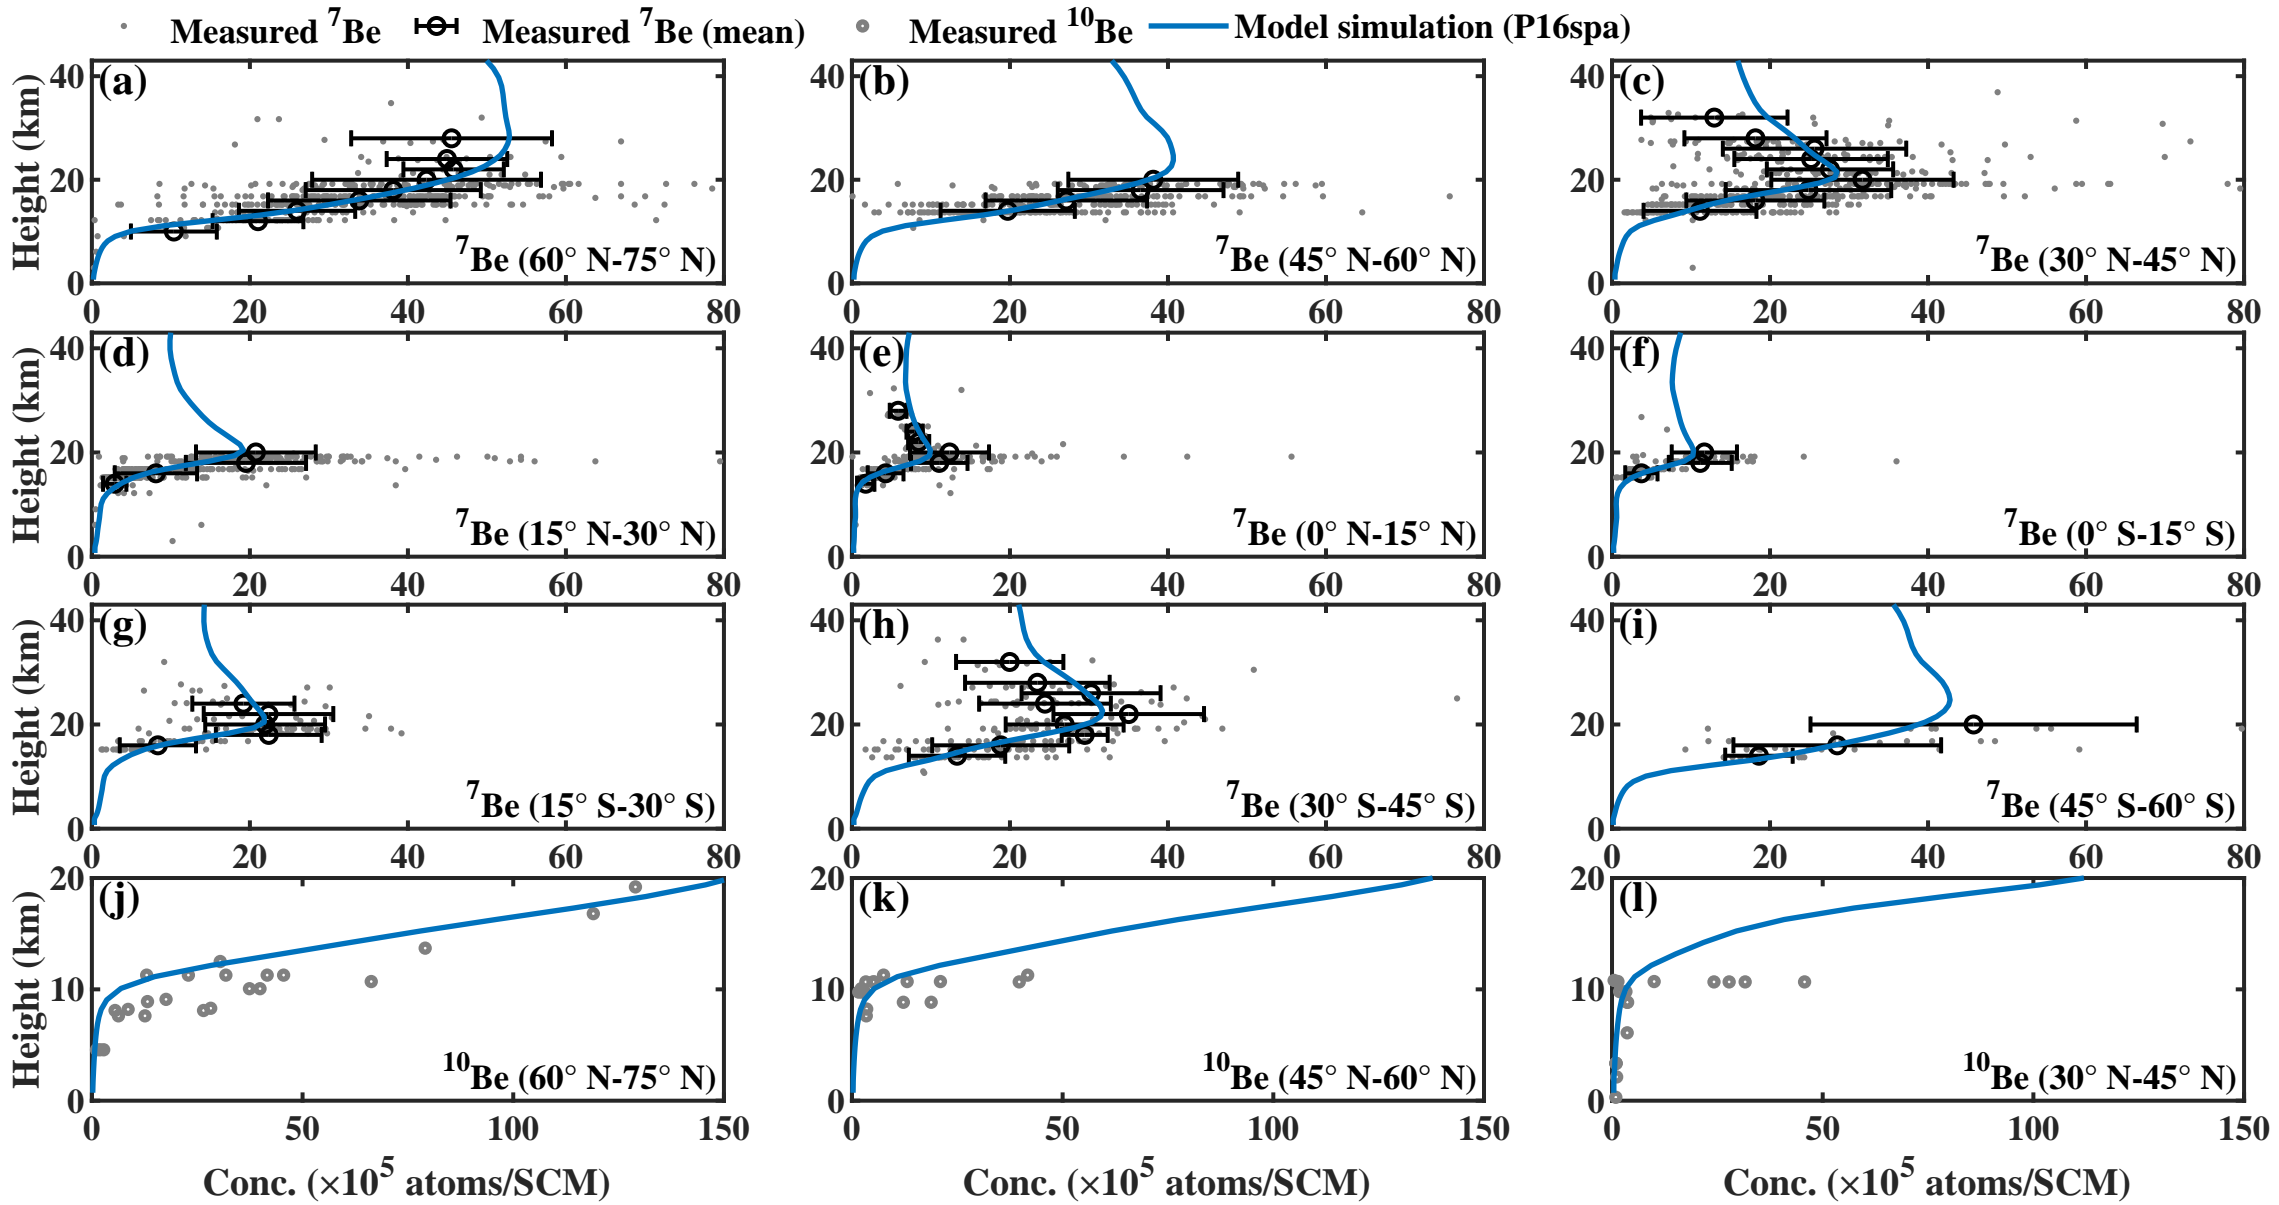 Measured ⁷Be   Measured ⁷Be (mean)   Measured ¹⁰Be   Model simulation (P16spa)
Height (km)
40
20
0
(a)
⁷Be (60° N-75° N)
0 20 40 60 80
40
20
0
(b)
⁷Be (45° N-60° N)
0 20 40 60 80
40
20
0
(c)
⁷Be (30° N-45° N)
0 20 40 60 80
Height (km)
40
20
0
(d)
⁷Be (15° N-30° N)
0 20 40 60 80
40
20
0
(e)
⁷Be (0° N-15° N)
0 20 40 60 80
40
20
0
(f)
⁷Be (0° S-15° S)
0 20 40 60 80
Height (km)
40
20
0
(g)
⁷Be (15° S-30° S)
0 20 40 60 80
40
20
0
(h)
⁷Be (30° S-45° S)
0 20 40 60 80
40
20
0
(i)
⁷Be (45° S-60° S)
0 20 40 60 80
Height (km)
20
10
0
(j)
¹⁰Be (60° N-75° N)
0 50 100 150
Conc. (×10⁵ atoms/SCM)
20
10
0
(k)
¹⁰Be (45° N-60° N)
0 50 100 150
Conc. (×10⁵ atoms/SCM)
20
10
0
(l)
¹⁰Be (30° N-45° N)
0 50 100 150
Conc. (×10⁵ atoms/SCM)